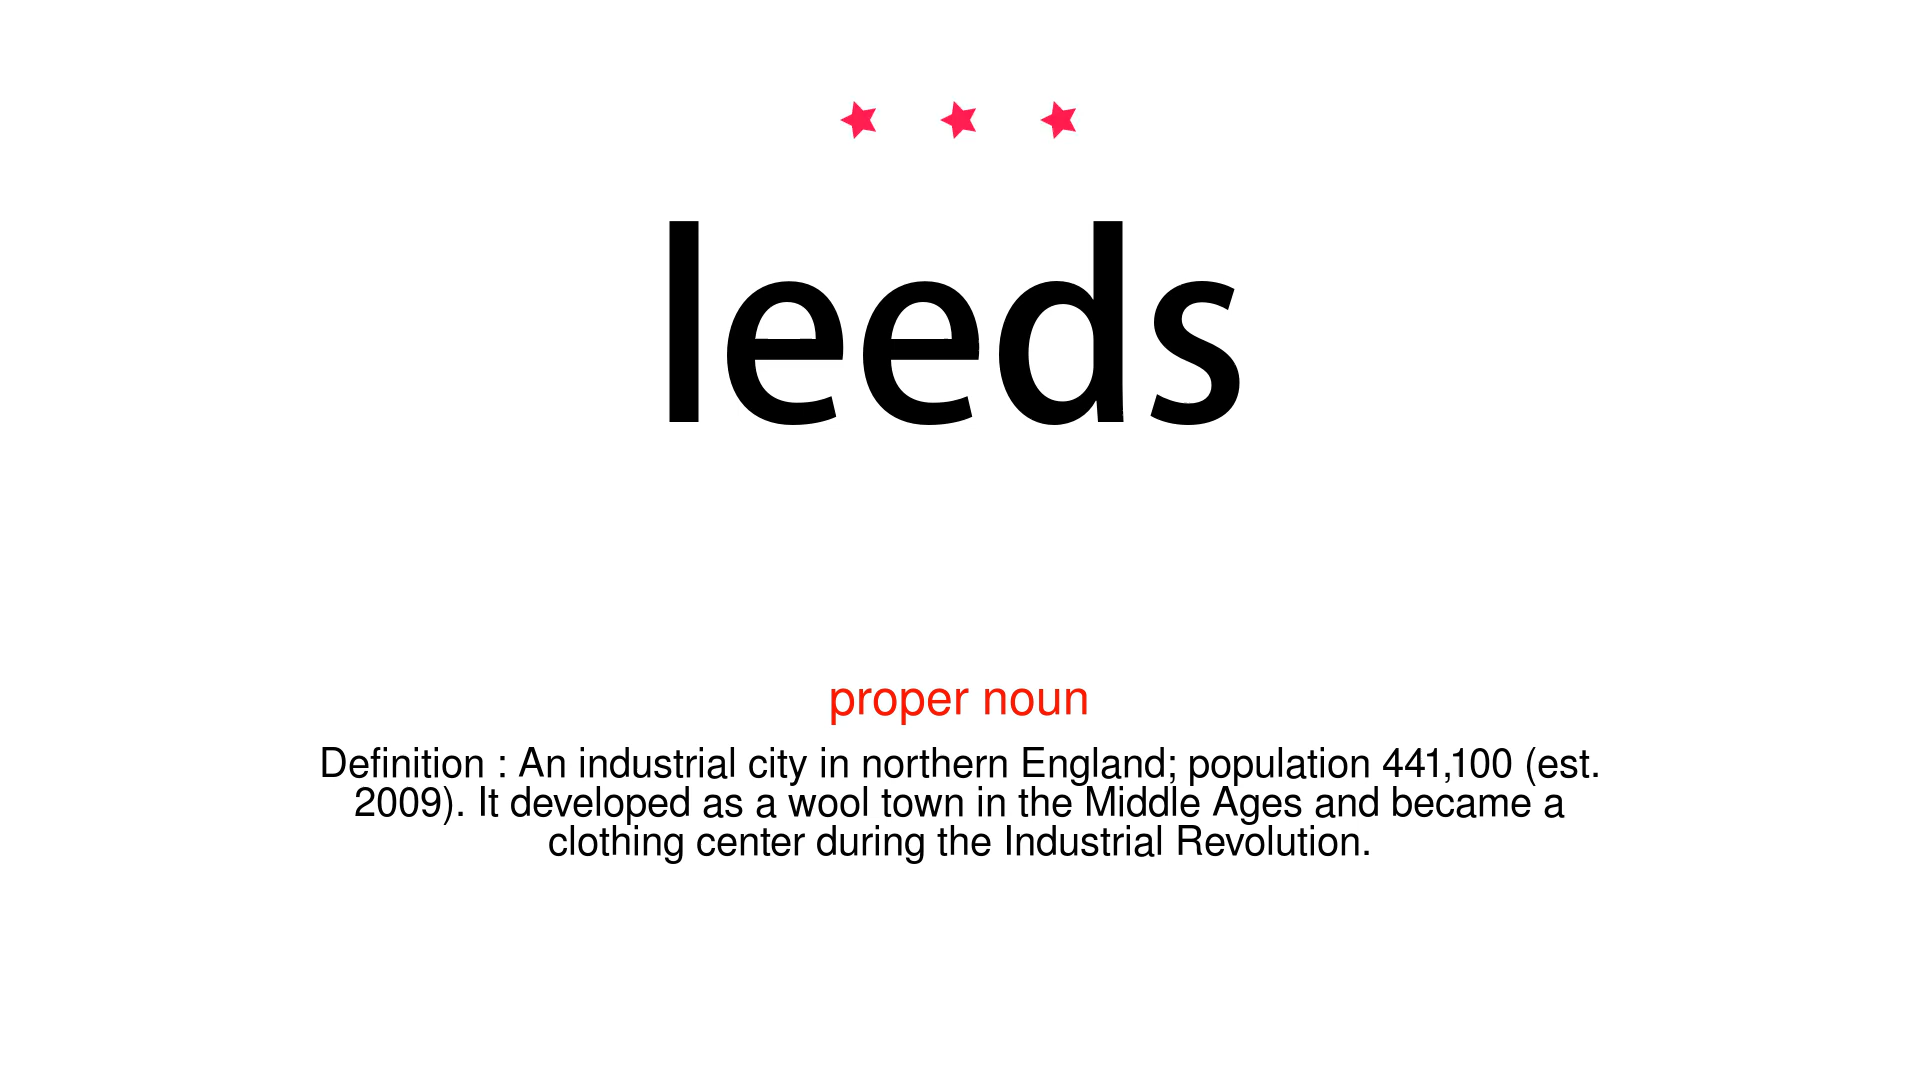 leeds
proper noun
Definition : An industrial city in northern England; population 441,100 (est.
2009). It developed as a wool town in the Middle Ages and became a
clothing center during the Industrial Revolution.